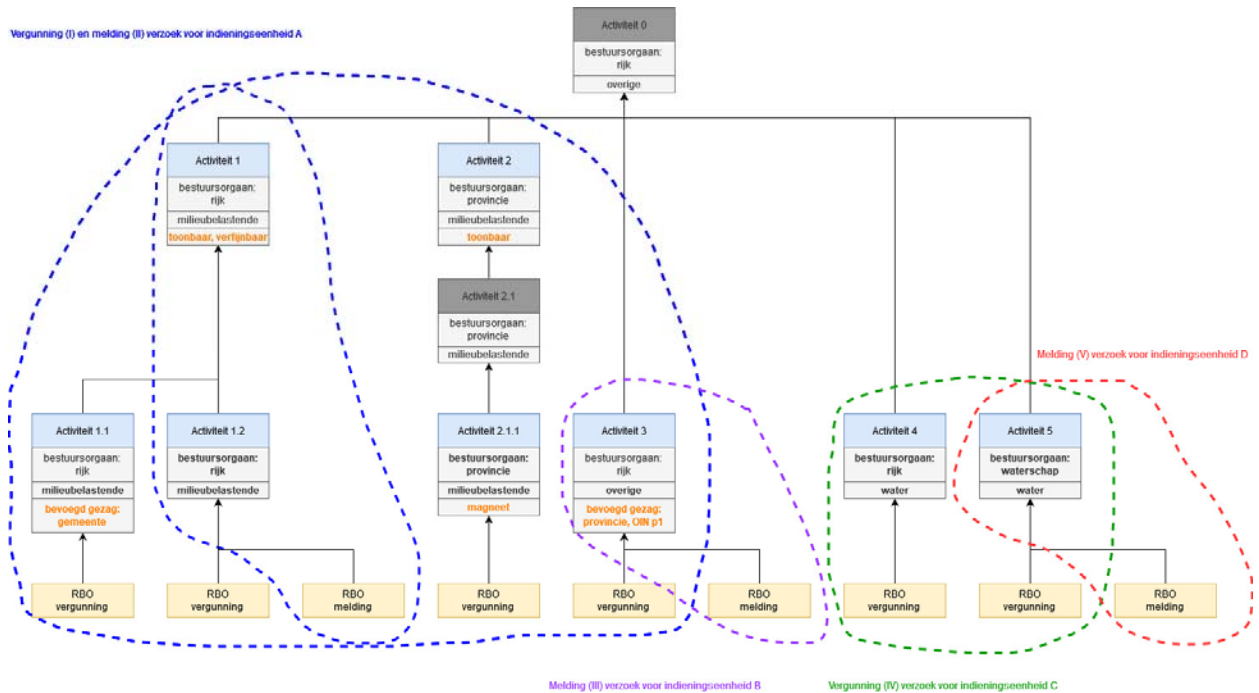 Vergunning (I) en melding (II) verzoek voor indieningseenheid A
Activiteit 0
bestuursorgaan:
rijk
overige
Activiteit 1
bestuursorgaan:
rijk
milieubelastende
toonbaar, verfijnbaar
Activiteit 2
bestuursorgaan:
provincie
milieubelastende
toonbaar
Activiteit 2.1
bestuursorgaan:
provincie
milieubelastende
Melding (V) verzoek voor indieningseenheid D
Activiteit 1.1
bestuursorgaan:
rijk
milieubelastende
bevoegd gezag:
gemeente
Activiteit 1.2
bestuursorgaan:
rijk
milieubelastende
Activiteit 2.1.1
bestuursorgaan:
provincie
milieubelastende
magneet
Activiteit 3
bestuursorgaan:
rijk
overige
bevoegd gezag:
provincie, OIN p1
Activiteit 4
bestuursorgaan:
rijk
water
Activiteit 5
bestuursorgaan:
waterschap
water
RBO
vergunning
RBO
vergunning
RBO
melding
RBO
vergunning
RBO
vergunning
RBO
melding
RBO
vergunning
RBO
vergunning
RBO
melding
Melding (III) verzoek voor indieningseenheid B
Vergunning (IV) verzoek voor indieningseenheid C